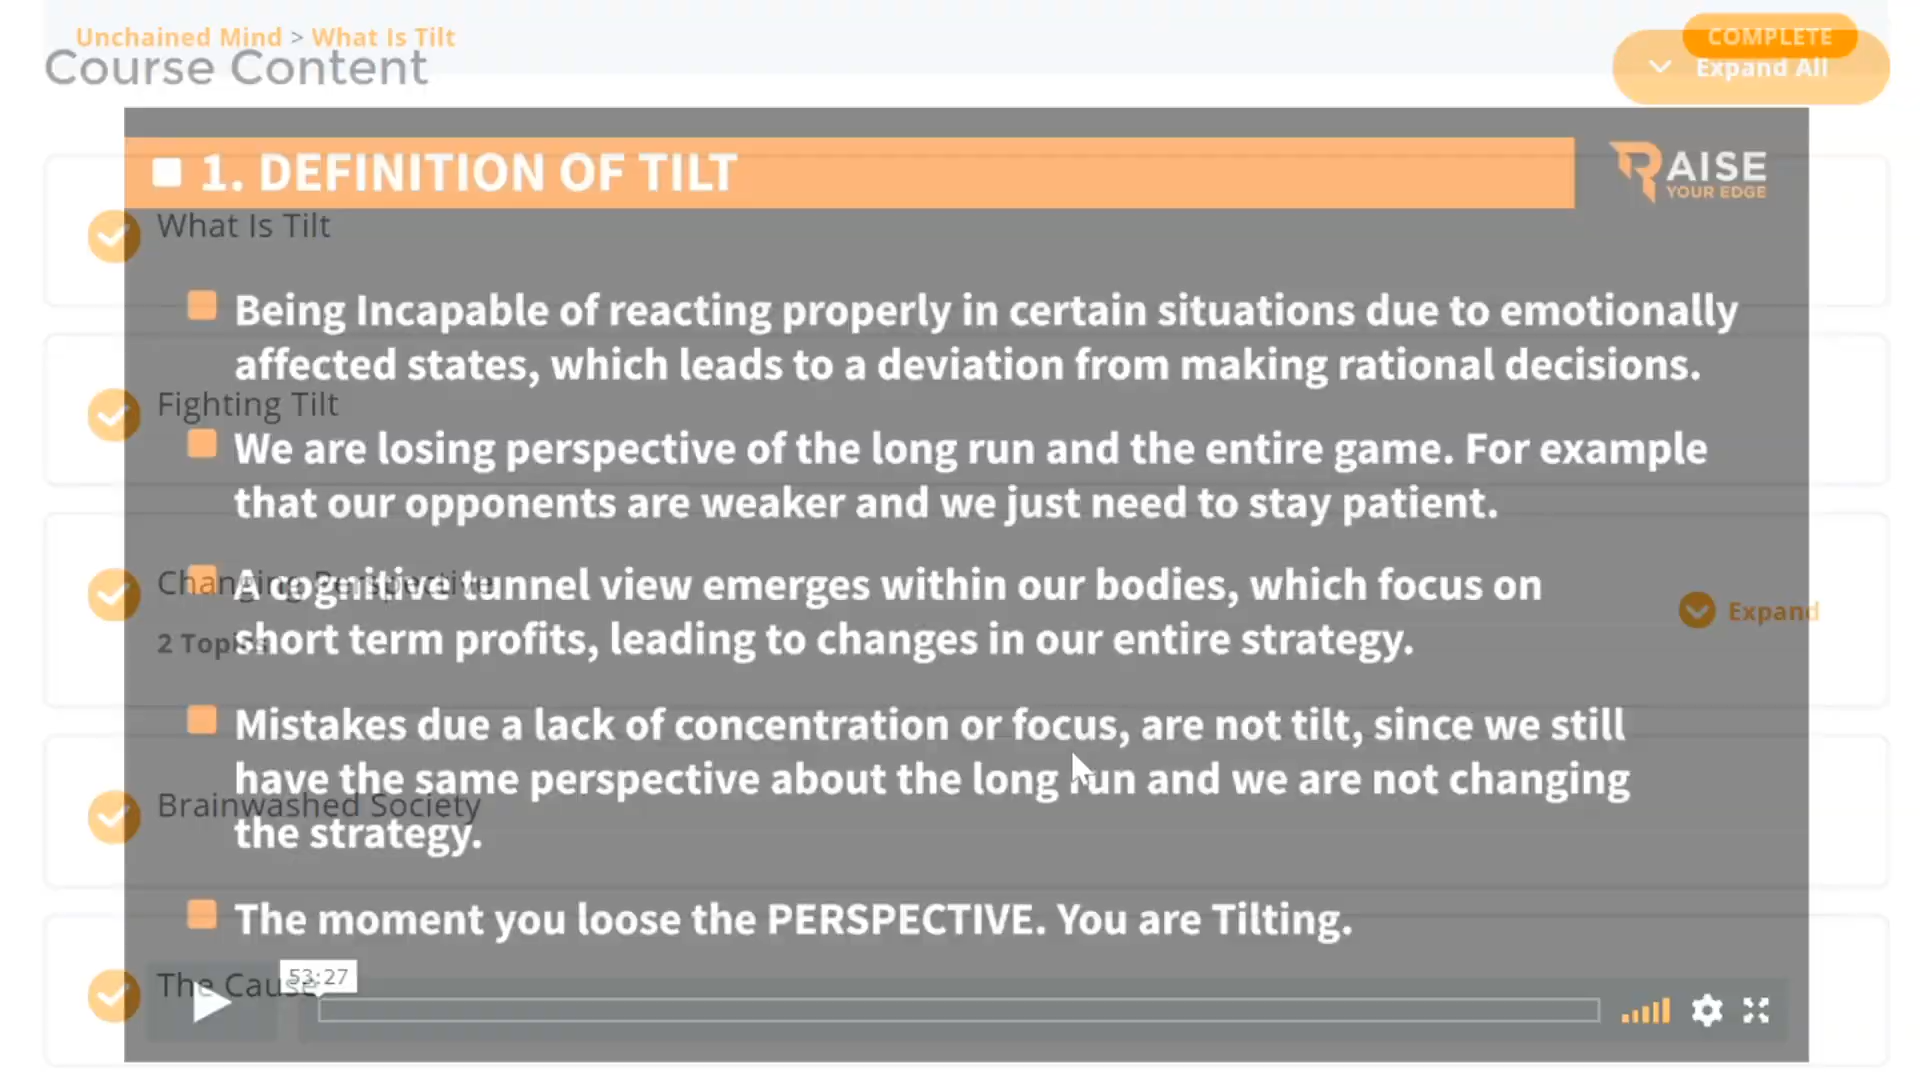 Unchained Mind > What Is Tilt
COMPLETE
Course Content
Expand All
1. DEFINITION OF TILT
RAISE
YOUR EDGE
What Is Tilt
Being Incapable of reacting properly in certain situations due to emotionally
affected states, which leads to a deviation from making rational decisions.
Fighting Tilt
We are losing perspective of the long run and the entire game. For example
that our opponents are weaker and we just need to stay patient.
Changing Perspective
A cognitive tunnel view emerges within our bodies, which focus on
Expand
2 Topics
short term profits, leading to changes in our entire strategy.
Mistakes due a lack of concentration or focus, are not tilt, since we still
have the same perspective about the long run and we are not changing
Brainwashed Society
the strategy.
The moment you loose the PERSPECTIVE. You are Tilting.
The Cause
53:27